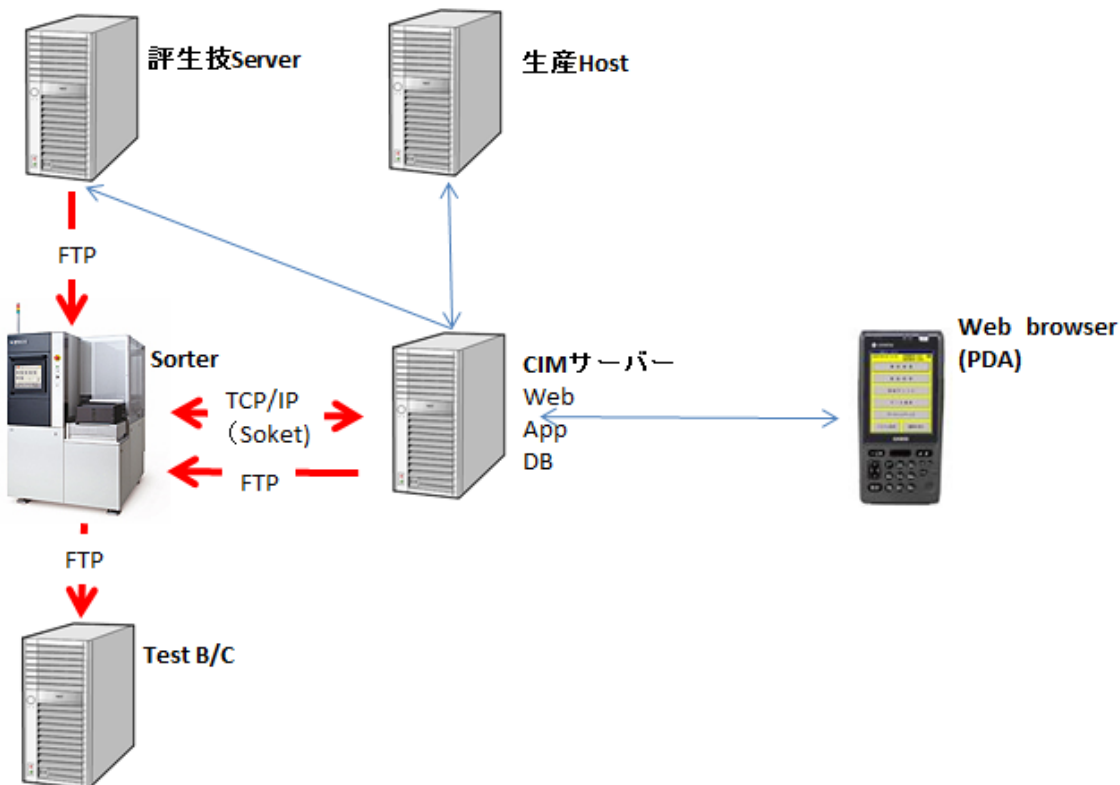 評生技Server
生産Host
FTP
Sorter
TCP/IP
（Soket)
FTP
CIMサーバー
Web
App
DB
Web browser
(PDA)
FTP
Test B/C